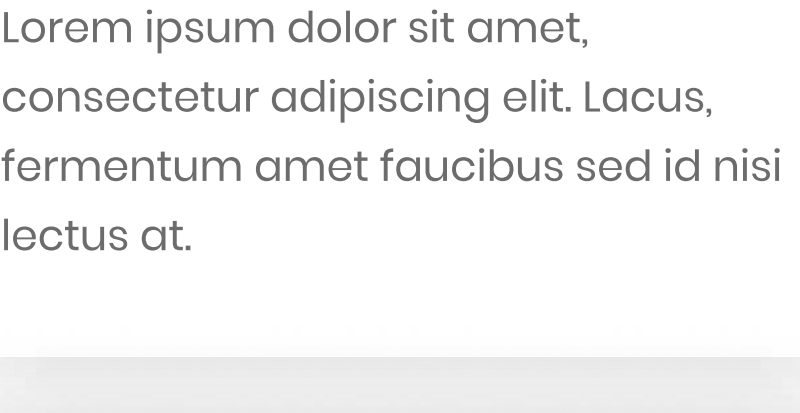 Lorem ipsum dolor sit amet,
consectetur adipiscing elit. Lacus,
fermentum amet faucibus sed id nisi
lectus at.